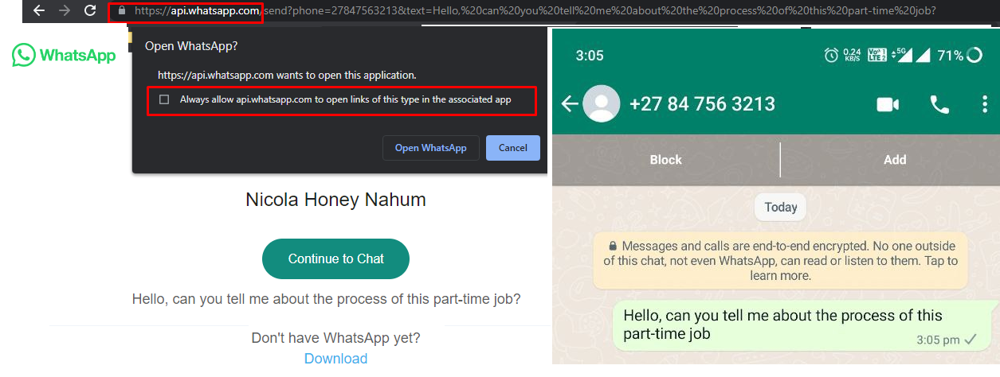 https://api.whatsapp.com/send?phone=27847563213&text=Hello,%20can%20you%20tell%20me%20about%20the%20process%20of%20this%20part-time%20job?
WhatsApp
Open WhatsApp?
https://api.whatsapp.com wants to open this application.
Always allow api.whatsapp.com to open links of this type in the associated app
Open WhatsApp
Cancel
Nicola Honey Nahum
Continue to Chat
Hello, can you tell me about the process of this part-time job?
Don't have WhatsApp yet?
Download
3:05
0.24
KB/S
Vo) 1
LTE 2
5G
71%
+27 84 756 3213
Block
Add
Today
Messages and calls are end-to-end encrypted. No one outside
of this chat, not even WhatsApp, can read or listen to them. Tap to
learn more.
Hello, can you tell me about the process of this
part-time job
3:05 pm